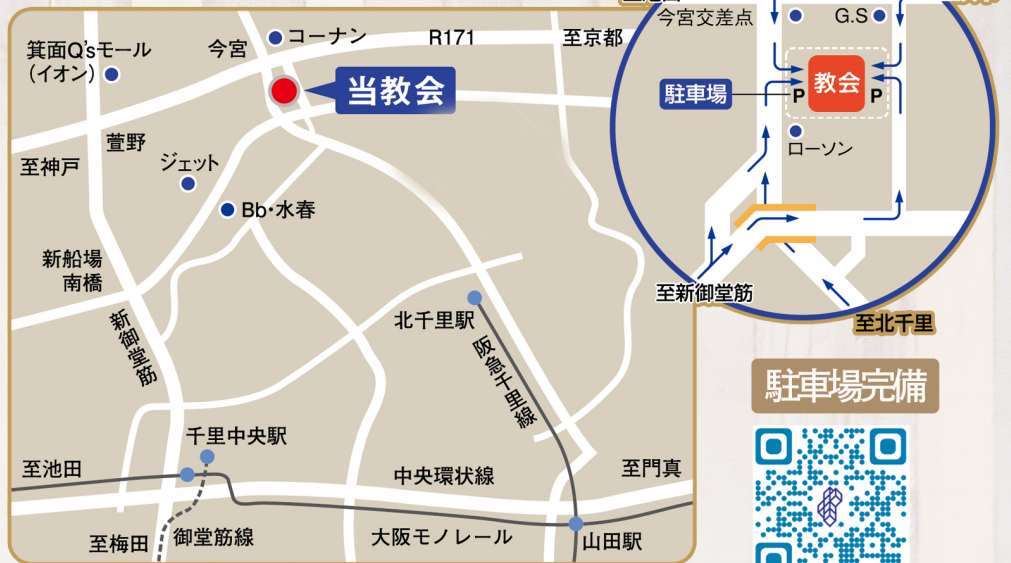 今宮交差点
G.S
駐車場
教会
P
P
ローソン
至新御堂筋
至北千里
駐車場完備
箕面Q'sモール
(イオン)
今宮
コーナン
R171
至京都
当教会
萱野
至神戸
ジェット
Bb・水春
新船場
南橋
新御堂筋
北千里駅
阪急千里線
千里中央駅
至池田
中央環状線
至門真
至梅田
御堂筋線
大阪モノレール
山田駅